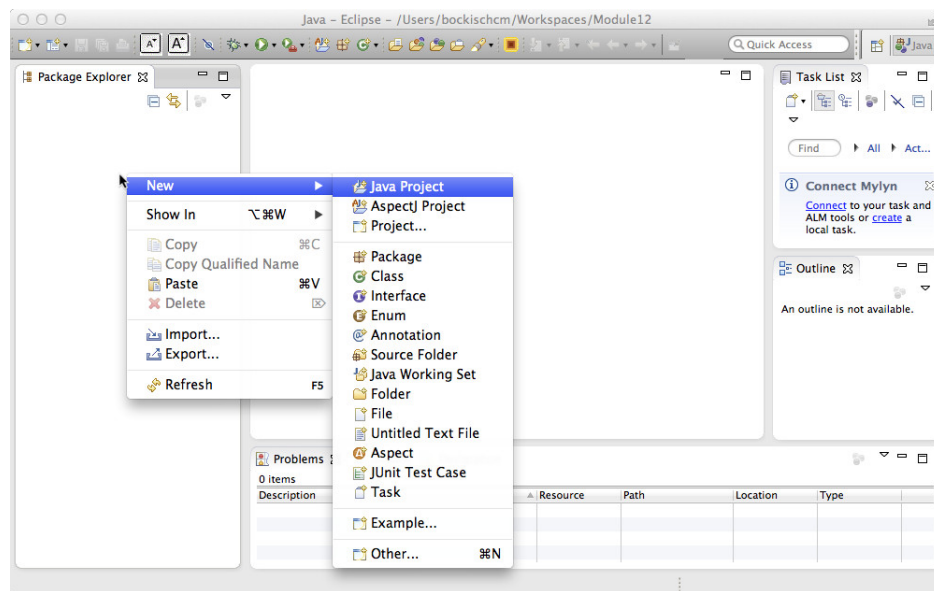 Java – Eclipse – /Users/bockischcm/Workspaces/Module12
Quick Access
Java
Package Explorer
Task List
Find
All
Act...
Connect Mylyn
Connect to your task and
ALM tools or create a
local task.
Outline
An outline is not available.
New
Show In ⌥⌘W
Copy ⌘C
Copy Qualified Name
Paste ⌘V
Delete
Import...
Export...
Refresh F5
Java Project
AspectJ Project
Project...
Package
Class
Interface
Enum
Annotation
Source Folder
Java Working Set
Folder
File
Untitled Text File
Aspect
JUnit Test Case
Task
Example...
Other... ⌘N
Problems
0 items
Description Resource Path Location Type